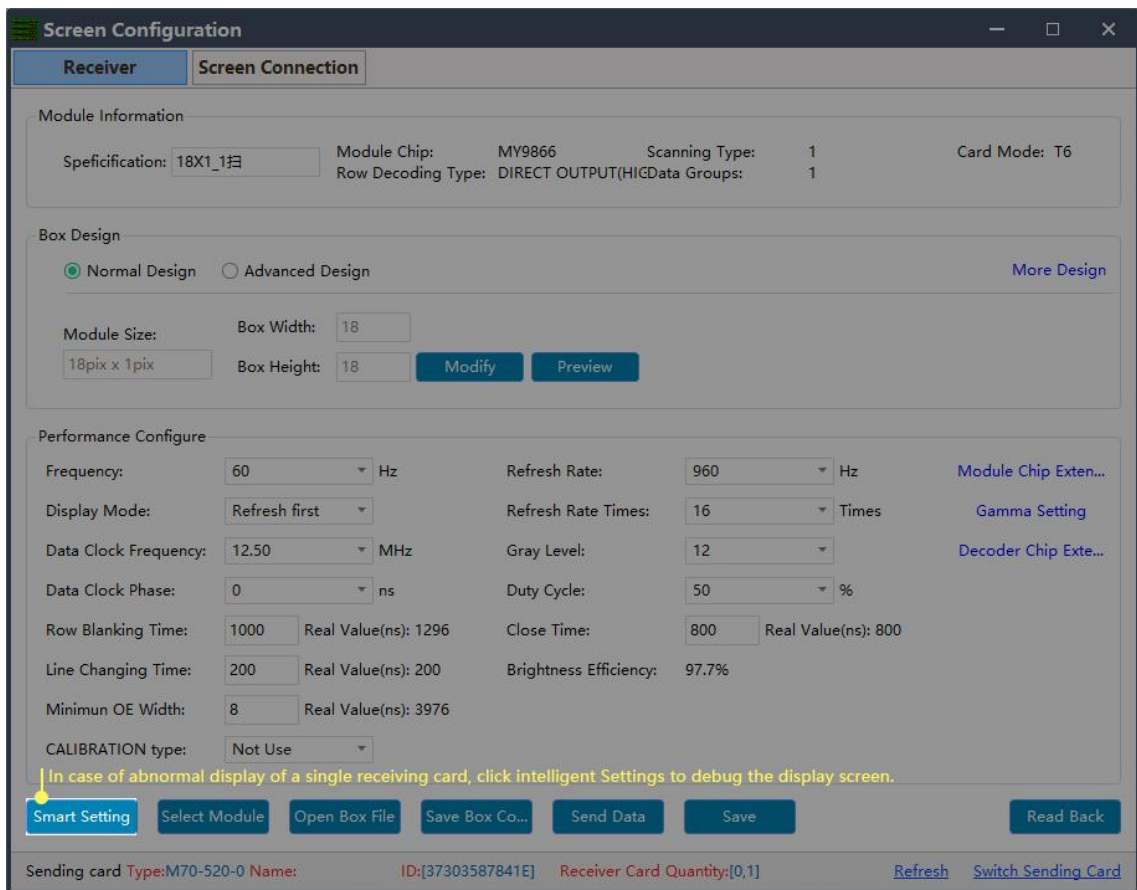 Screen Configuration
Receiver Screen Connection
Module Information
Speficification: 18X1_1扫 Module Chip: MY9866 Scanning Type: 1 Card Mode: T6
Row Decoding Type: DIRECT OUTPUT(HIGData Groups: 1
Box Design
Normal Design Advanced Design More Design
Module Size: Box Width: 18
18pix x 1pix Box Height: 18 Modify Preview
Performance Configure
Frequency: 60 Hz Refresh Rate: 960 Hz Module Chip Exten...
Display Mode: Refresh first Refresh Rate Times: 16 Times Gamma Setting
Data Clock Frequency: 12.50 MHz Gray Level: 12 Decoder Chip Exte...
Data Clock Phase: 0 ns Duty Cycle: 50 %
Row Blanking Time: 1000 Real Value(ns): 1296 Close Time: 800 Real Value(ns): 800
Line Changing Time: 200 Real Value(ns): 200 Brightness Efficiency: 97.7%
Minimun OE Width: 8 Real Value(ns): 3976
CALIBRATION type: Not Use
In case of abnormal display of a single receiving card, click intelligent Settings to debug the display screen.
Smart Setting Select Module Open Box File Save Box Co... Send Data Save Read Back
Sending card Type:M70-520-0 Name: ID:[37303587841E] Receiver Card Quantity:[0,1] Refresh Switch Sending Card